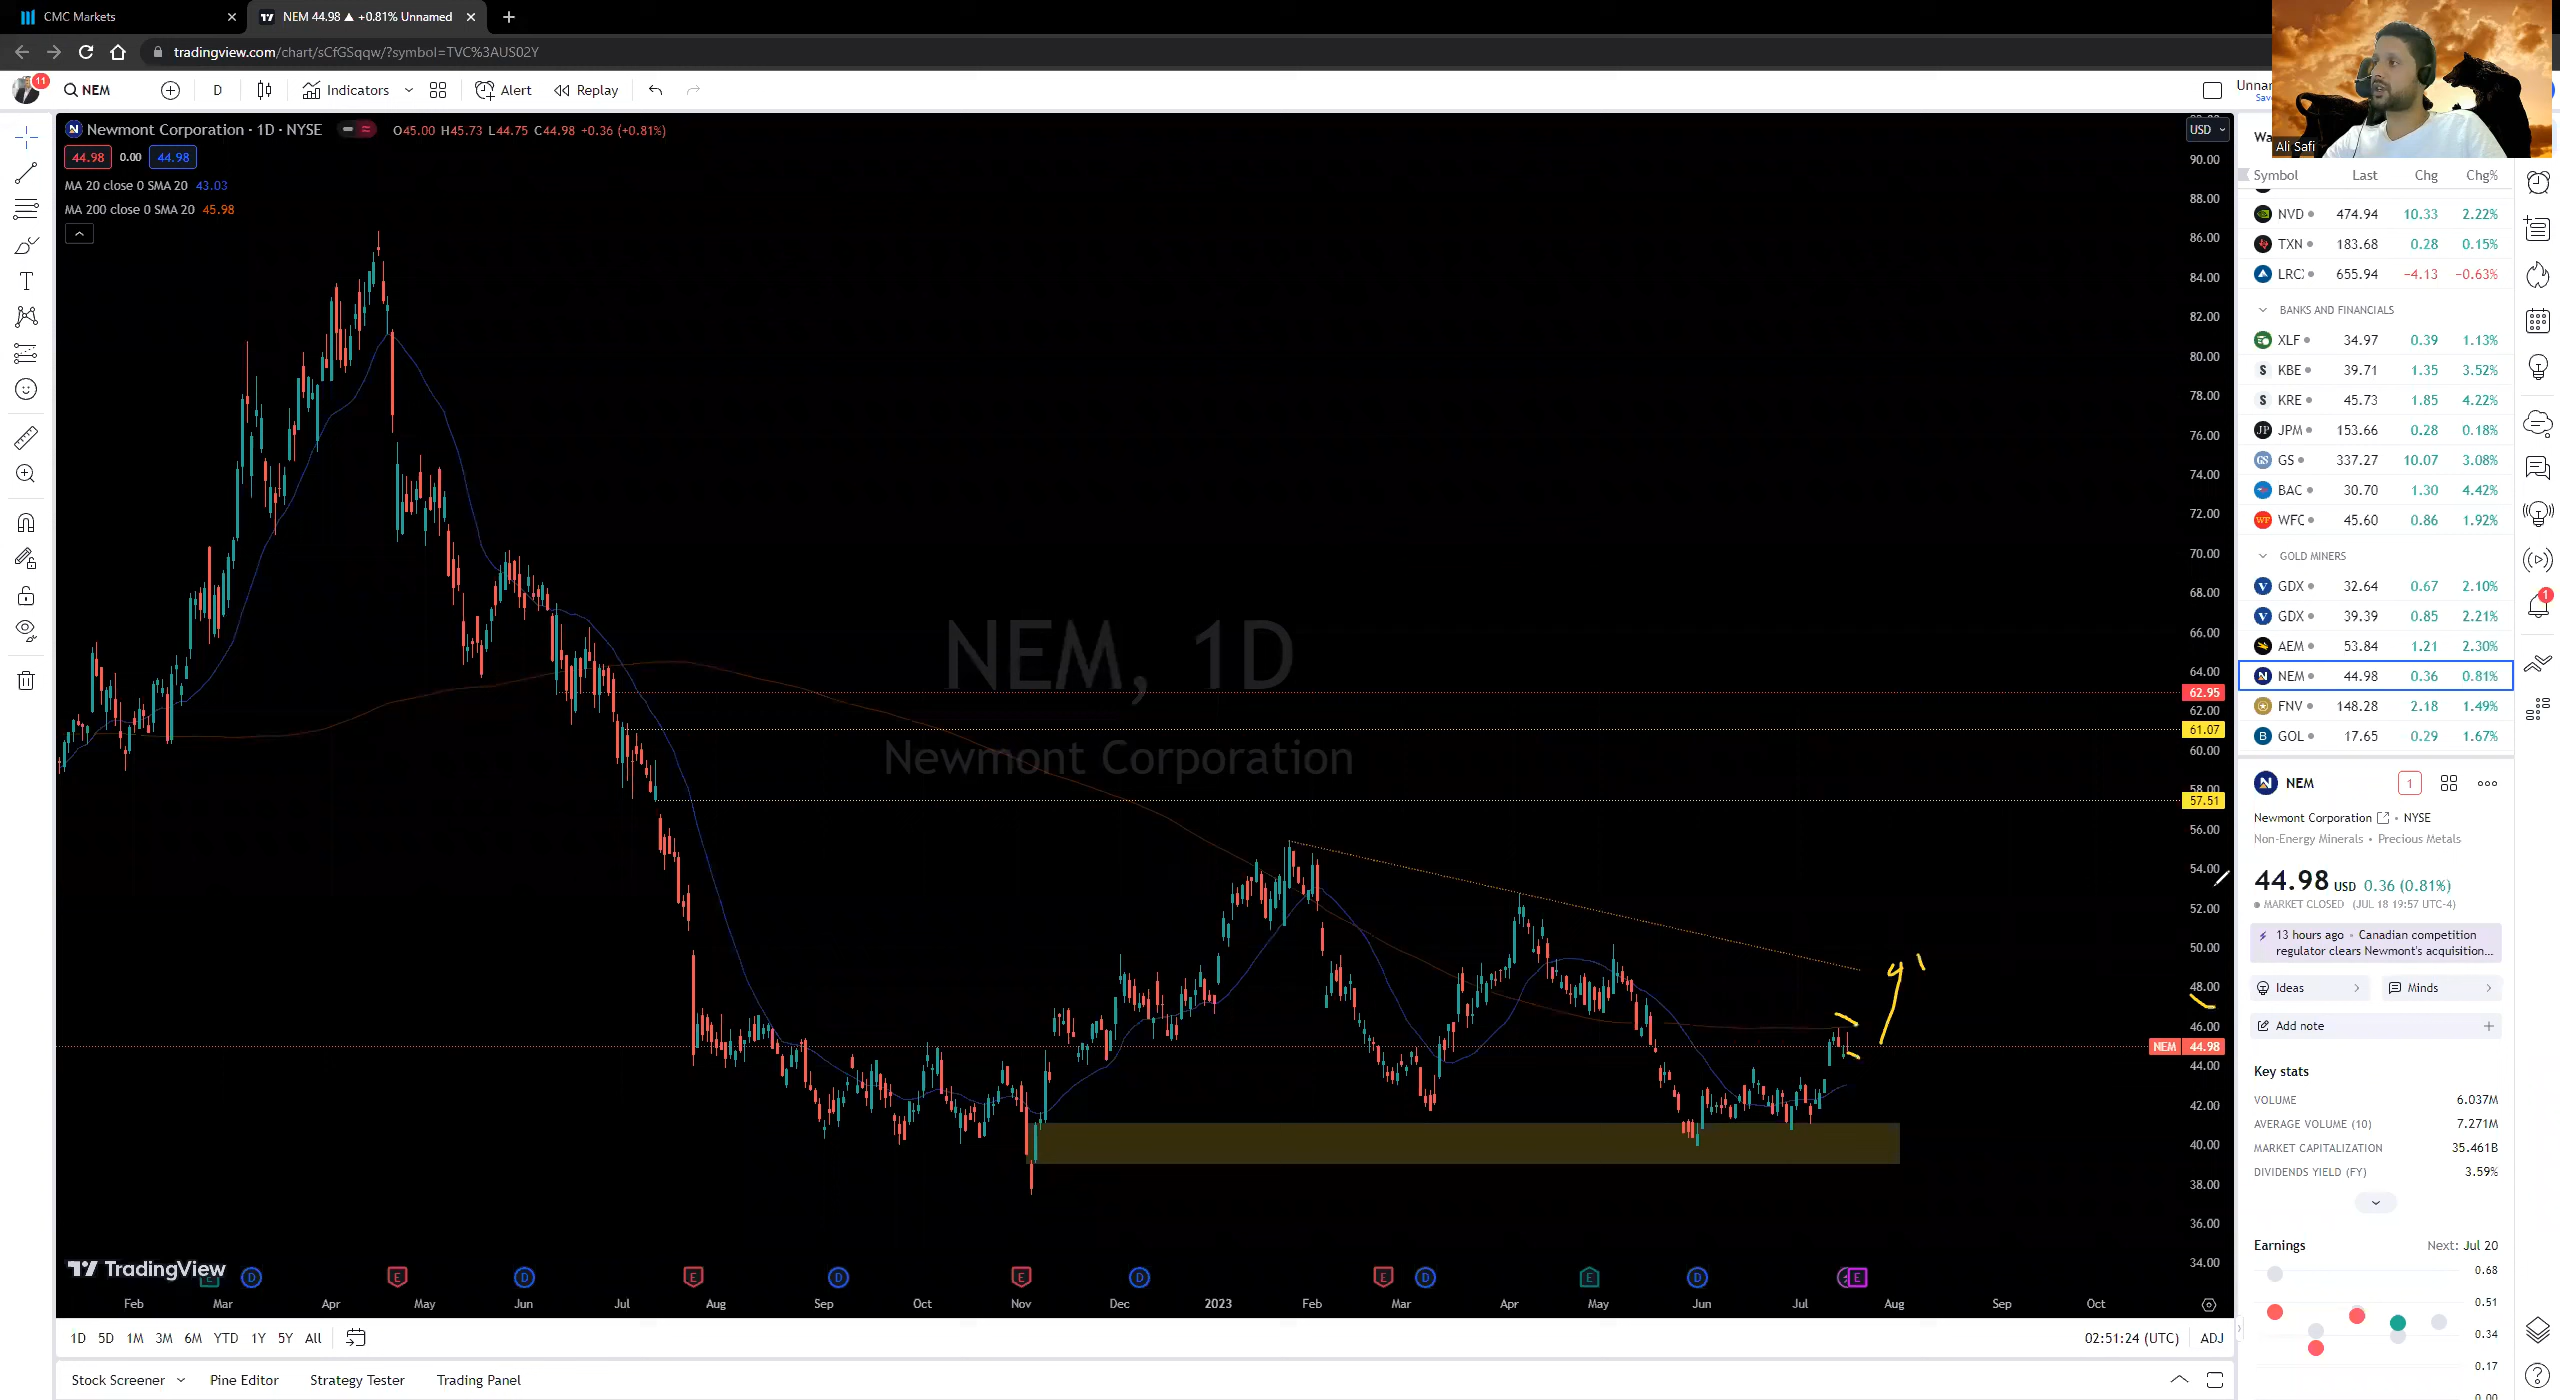 CMC Markets
NEM 44.98 ▲ +0.81% Unnamed
tradingview.com/chart/sCfGSqqw/?symbol=TVC%3AUS02Y
11
NEM
D
Indicators
Alert
Replay
Ali Safi
Newmont Corporation · 1D · NYSE
O45.00 H45.73 L44.75 C44.98 +0.36 (+0.81%)
44.98 0.00 44.98
MA 20 close 0 SMA 20 43.03
MA 200 close 0 SMA 20 45.98
NEM, 1D
Newmont Corporation
USD
90.00
88.00
86.00
84.00
82.00
80.00
78.00
76.00
74.00
72.00
70.00
68.00
66.00
64.00
62.95
62.00
61.07
60.00
58.00
57.51
56.00
54.00
52.00
50.00
48.00
46.00
NEM 44.98
44.00
42.00
40.00
38.00
36.00
34.00
TradingView
E D E D E D E D E D E D E
Feb Mar Apr May Jun Jul Aug Sep Oct Nov Dec 2023 Feb Mar Apr May Jun Jul Aug Sep Oct
1D 5D 1M 3M 6M YTD 1Y 5Y All
02:51:24 (UTC) ADJ
Stock Screener Pine Editor Strategy Tester Trading Panel
Symbol Last Chg Chg%
NVD 474.94 10.33 2.22%
TXN 183.68 0.28 0.15%
LRC 655.94 −4.13 −0.63%
BANKS AND FINANCIALS
XLF 34.97 0.39 1.13%
KBE 39.71 1.35 3.52%
KRE 45.73 1.85 4.22%
JPM 153.66 0.28 0.18%
GS 337.27 10.07 3.08%
BAC 30.70 1.30 4.42%
WFC 45.60 0.86 1.92%
GOLD MINERS
GDX 32.64 0.67 2.10%
GDX 39.39 0.85 2.21%
AEM 53.84 1.21 2.30%
NEM 44.98 0.36 0.81%
FNV 148.28 2.18 1.49%
GOL 17.65 0.29 1.67%
NEM
1
Newmont Corporation • NYSE
Non-Energy Minerals • Precious Metals
44.98 USD 0.36 (0.81%)
MARKET CLOSED (JUL 18 19:57 UTC-4)
13 hours ago • Canadian competition
regulator clears Newmont's acquisition...
Ideas
Minds
Add note
Key stats
VOLUME 6.037M
AVERAGE VOLUME (10) 7.271M
MARKET CAPITALIZATION 35.461B
DIVIDENDS YIELD (FY) 3.59%
Earnings Next: Jul 20
0.68
0.51
0.34
0.17
1